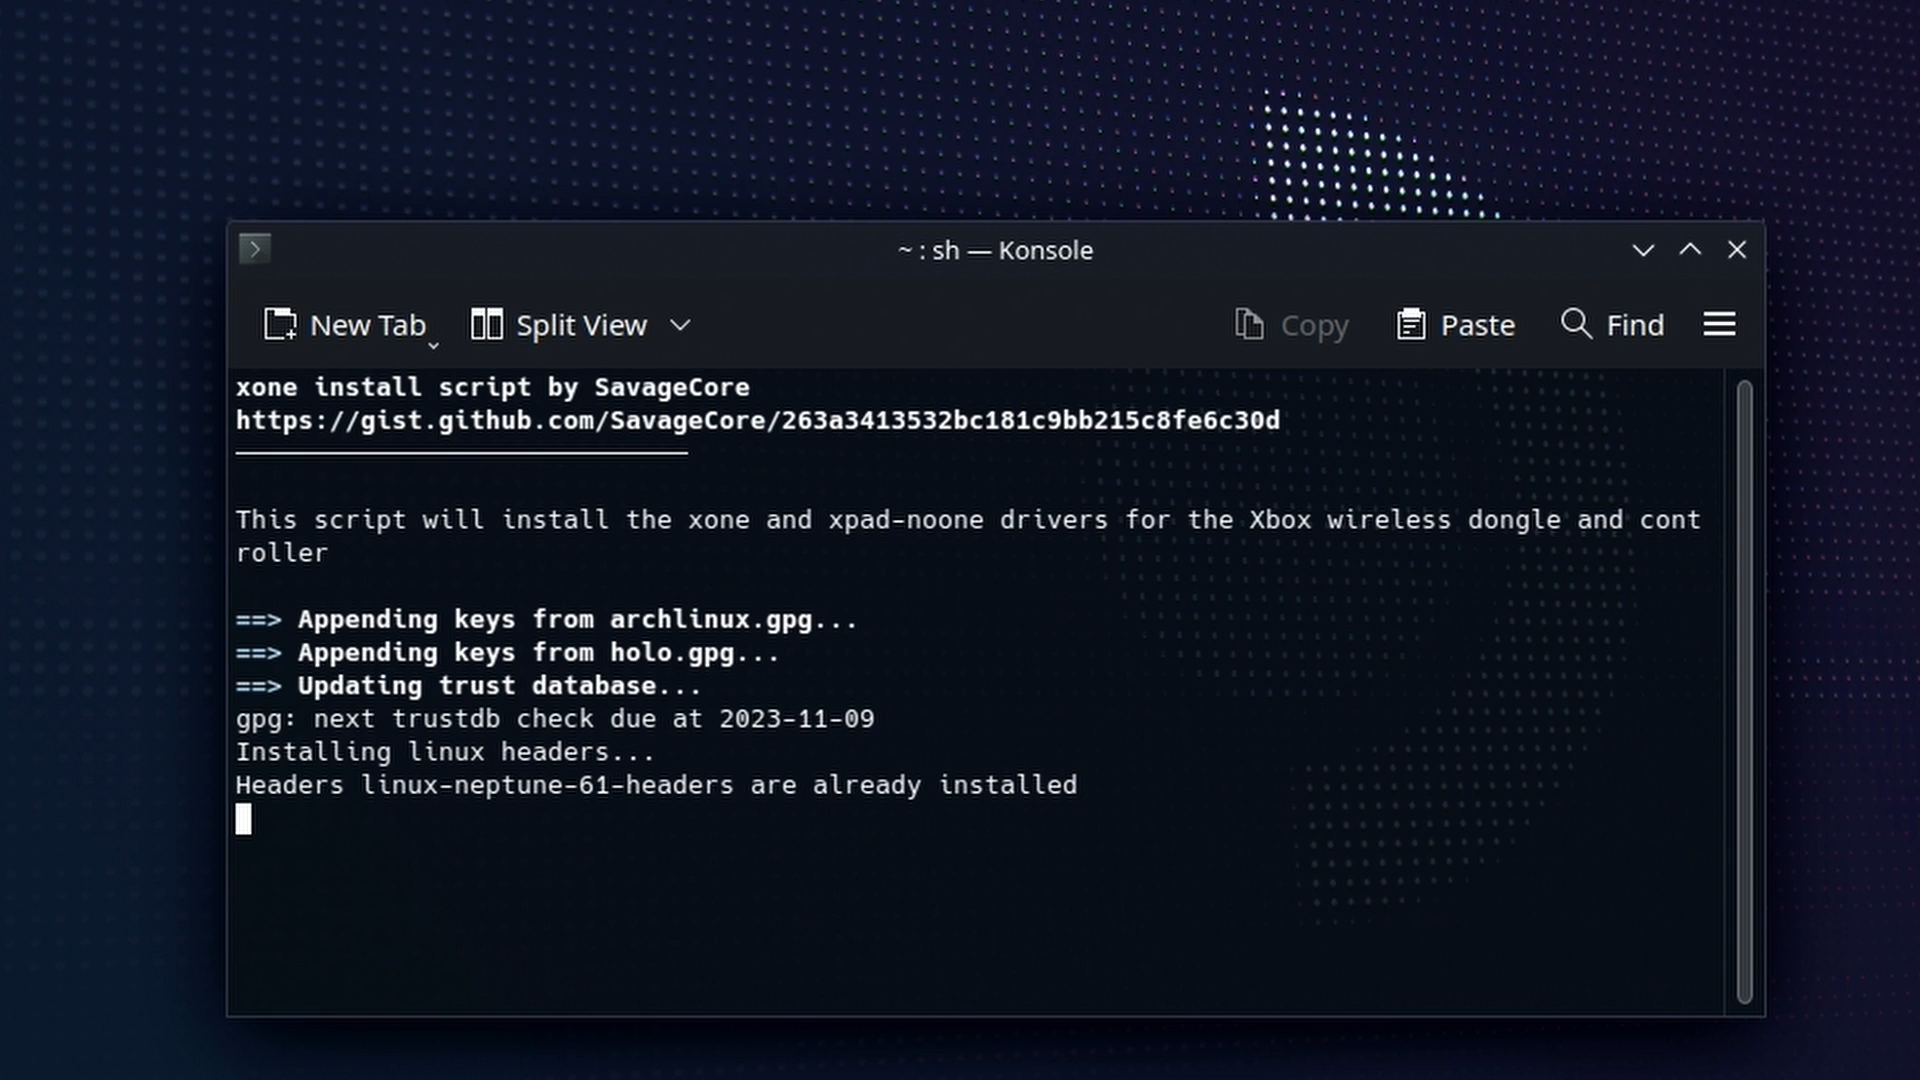 ~ : sh — Konsole
New Tab
Split View
Copy
Paste
Find
xone install script by SavageCore
https://gist.github.com/SavageCore/263a3413532bc181c9bb215c8fe6c30d
This script will install the xone and xpad-noone drivers for the Xbox wireless dongle and cont
roller
==> Appending keys from archlinux.gpg...
==> Appending keys from holo.gpg...
==> Updating trust database...
gpg: next trustdb check due at 2023-11-09
Installing linux headers...
Headers linux-neptune-61-headers are already installed